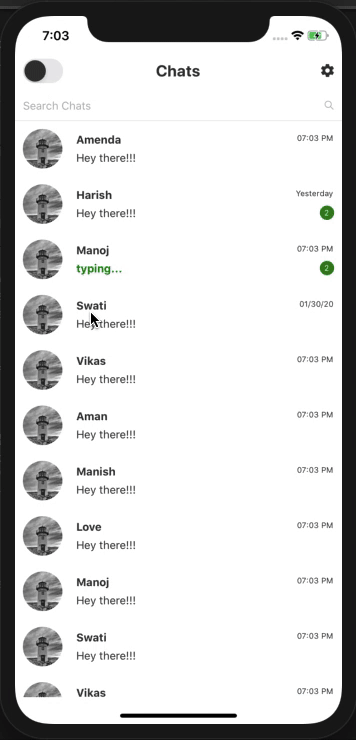 7:03
Chats
Search Chats
Amenda 07:03 PM
Hey there!!!
Harish Yesterday
Hey there!!! 2
Manoj 07:03 PM
typing... 2
Swati 01/30/20
Hey there!!!
Vikas 07:03 PM
Hey there!!!
Aman 07:03 PM
Hey there!!!
Manish 07:03 PM
Hey there!!!
Love 07:03 PM
Hey there!!!
Manoj 07:03 PM
Hey there!!!
Swati 07:03 PM
Hey there!!!
Vikas 07:03 PM